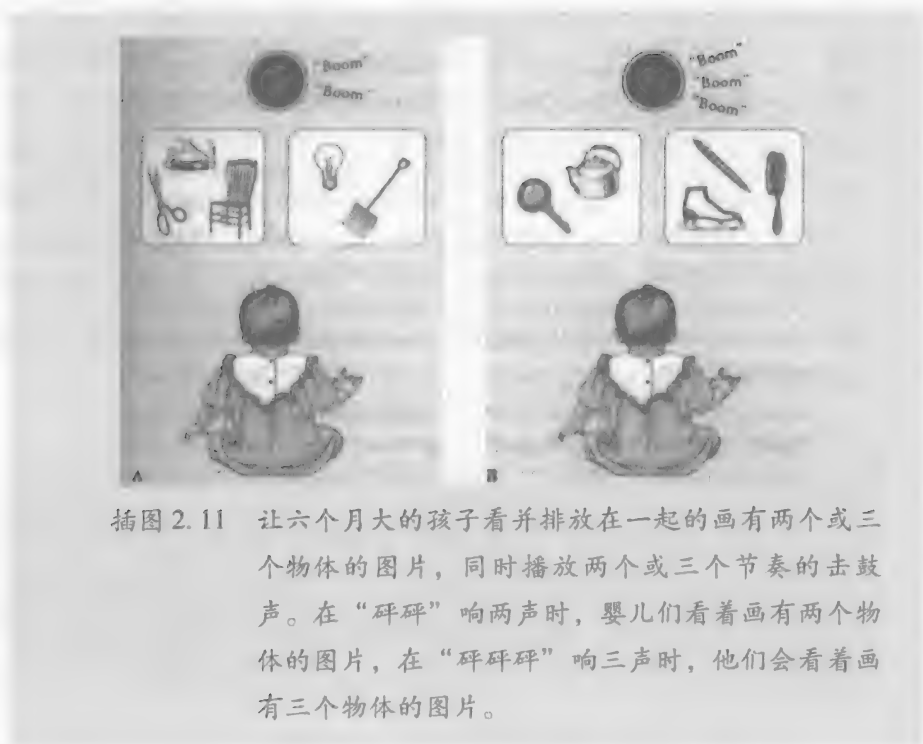 "Boom"
"Boom"
"Boom"
"Boom"
"Boom"
A
B
插图 2.11 让六个月大的孩子看并排放在一起的画有两个或三
个物体的图片，同时播放两个或三个节奏的击鼓
声。在“砰砰”响两声时，婴儿们看着画有两个物
体的图片，在“砰砰砰”响三声时，他们会看着画
有三个物体的图片。